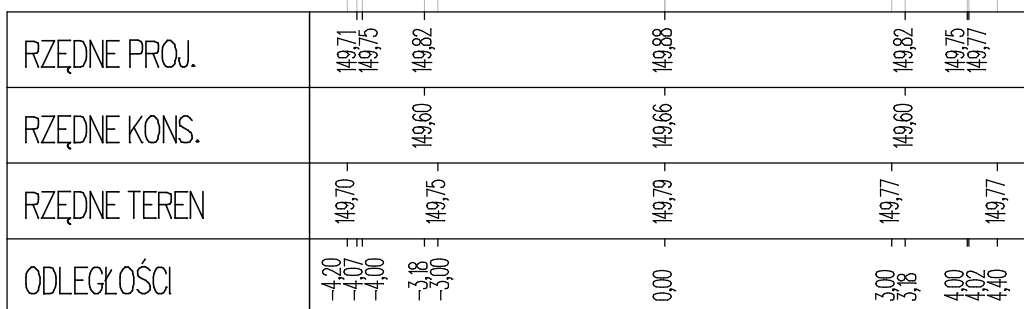 RZĘDNE PROJ. 149,71 149,75 149,82 149,88 149,82 149,75 149,77
RZĘDNE KONS. 149,60 149,66 149,60
RZĘDNE TEREN 149,70 149,75 149,79 149,77 149,77
ODLEGŁOŚCI -4,20 -4,07 -4,00 -3,18 -3,00 0,00 3,00 3,18 4,00 4,02 4,40